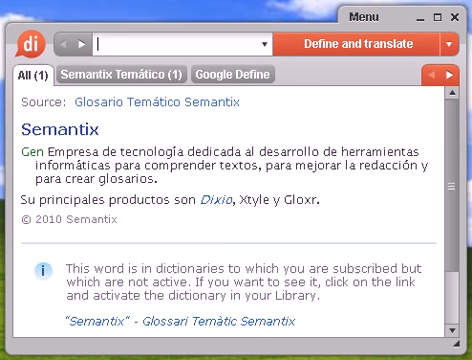 Menu
di
Define and translate
All (1)
Semantix Temático (1)
Google Define
Source: Glosario Temático Semantix
Semantix
Gen Empresa de tecnología dedicada al desarrollo de herramientas
informáticas para comprender textos, para mejorar la redacción y
para crear glosarios.
Su principales producto son Dixio, Xtyle y Gloxr.
© 2010 Semantix
i
This word is in dictionaries to which you are subscribed but
which are not active. If you want to see it, click on the link
and activate the dictionary in your Library.
"Semantix" - Glossari Temàtic Semantix